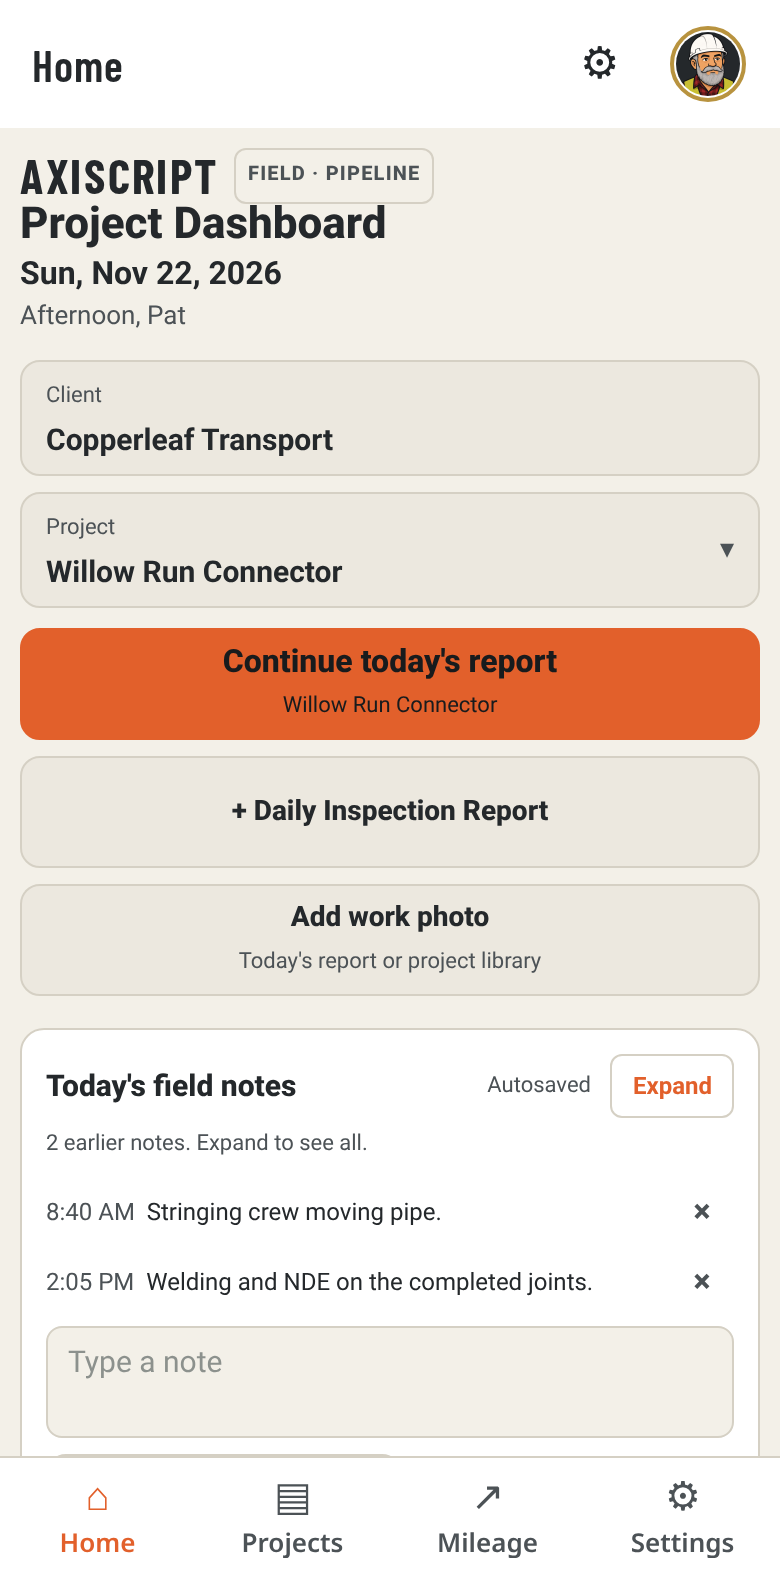 Home
AXISCRIPT
FIELD · PIPELINE
Project Dashboard
Sun, Nov 22, 2026
Afternoon, Pat
Client
Copperleaf Transport
Project
Willow Run Connector
Continue today's report
Willow Run Connector
+ Daily Inspection Report
Add work photo
Today's report or project library
Today's field notes
Autosaved
Expand
2 earlier notes. Expand to see all.
8:40 AM Stringing crew moving pipe.
2:05 PM Welding and NDE on the completed joints.
Type a note
Home
Projects
Mileage
Settings